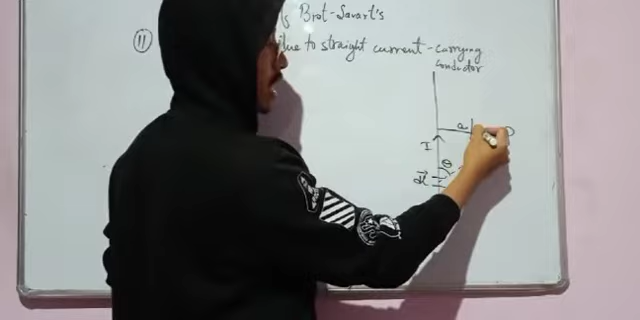 Biot-Savart's
(11) due to straight current-carrying
conductor
a
I
θ
dl